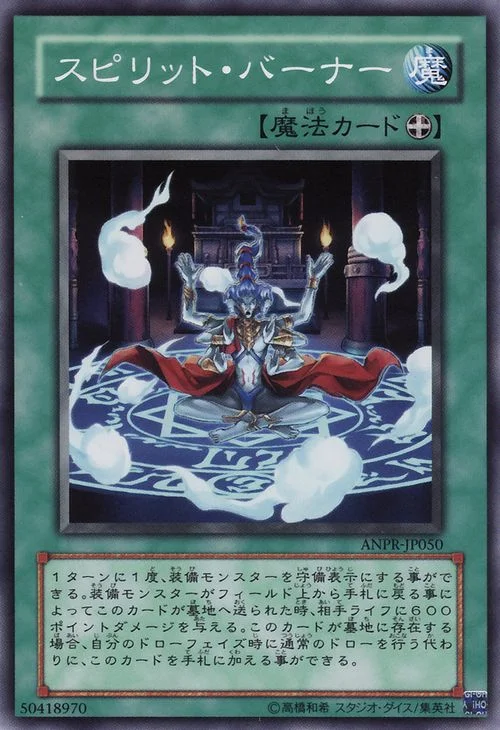 スピリット・バーナー
魔
【魔法カード】
ANPR-JP050
1ターンに1度、装備モンスターを守備表示にする事がで
きる。装備モンスターがフィールド上から手札に戻る事に
よってこのカードが墓地へ送られた時、相手ライフに600
ポイントダメージを与える。このカードが墓地に存在する
場合、自分のドローフェイズ時に通常のドローを行う代わ
りに、このカードを手札に加える事ができる。
50418970
©高橋和希 スタジオ・ダイス/集英社